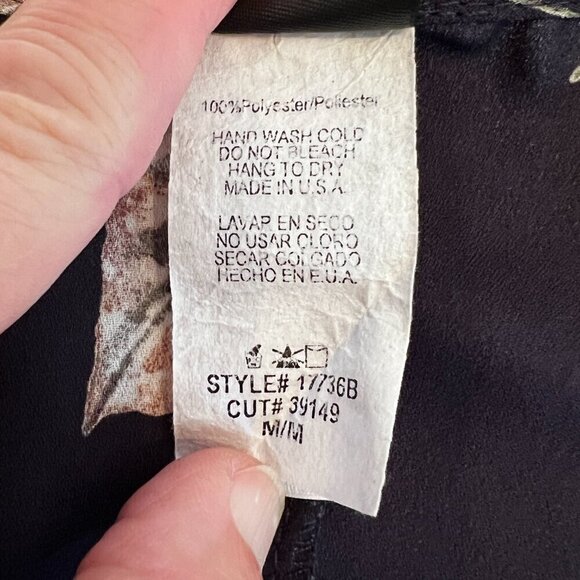 100%Polyester/Poliester
HAND WASH COLD
DO NOT BLEACH
HANG TO DRY
MADE IN U.S.A.
LAVAR EN SECO
NO USAR CLORO
SECAR COLGADO
HECHO EN E.U.A.
STYLE# 17736B
CUT# 39149
M/M